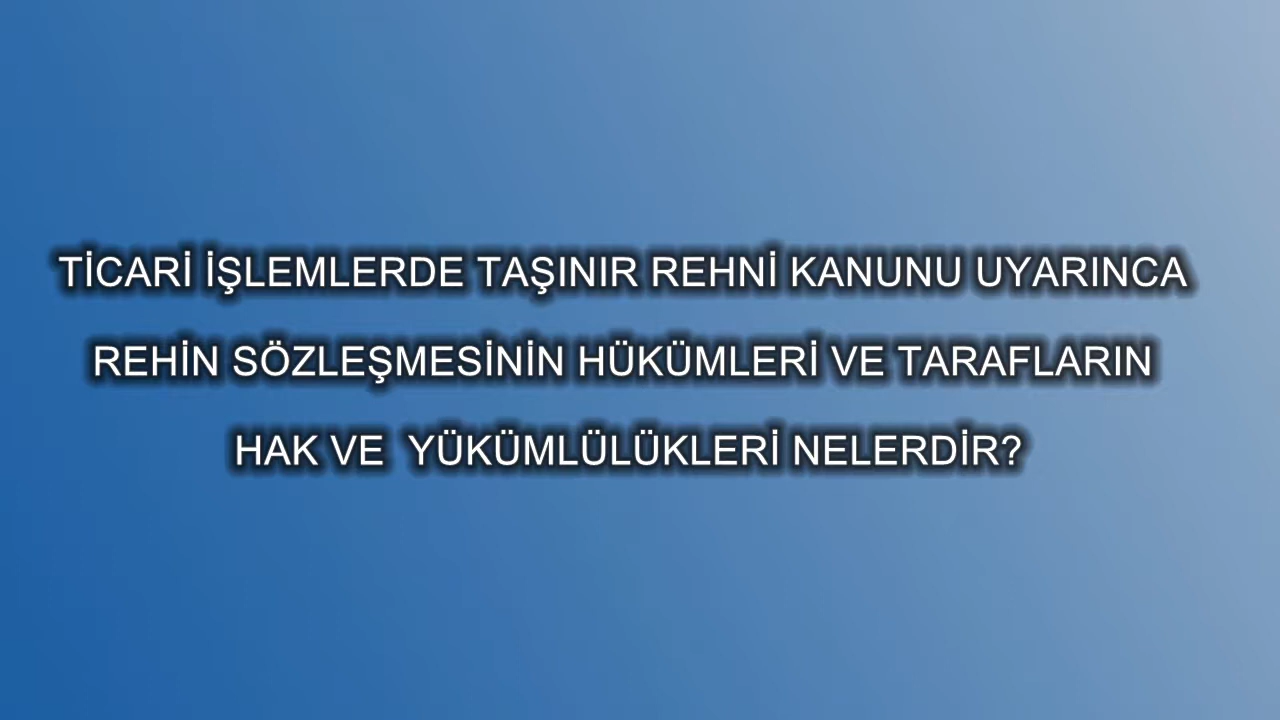 TİCARİ İŞLEMLERDE TAŞINIR REHNİ KANUNU UYARINCA
REHİN SÖZLEŞMESİNİN HÜKÜMLERİ VE TARAFLARIN
HAK VE  YÜKÜMLÜLÜKLERİ NELERDİR?